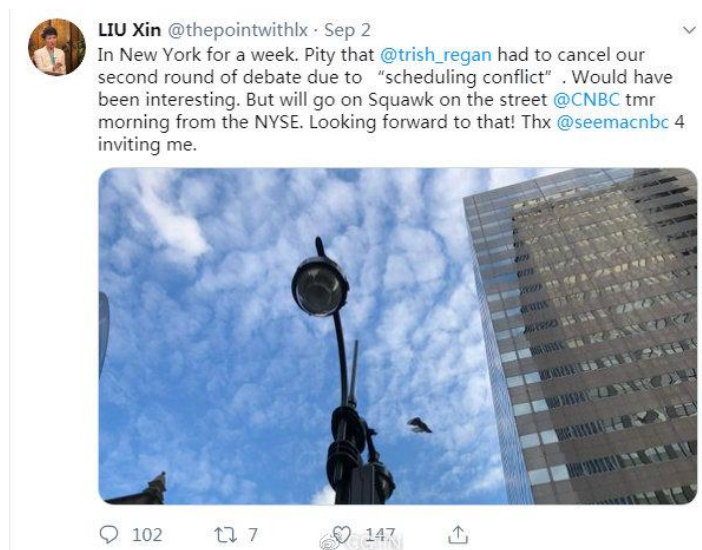 LIU Xin @thepointwithlx · Sep 2
In New York for a week. Pity that @trish_regan had to cancel our
second round of debate due to “scheduling conflict” . Would have
been interesting. But will go on Squawk on the street @CNBC tmr
morning from the NYSE. Looking forward to that! Thx @seemacnbc 4
inviting me.
102 7 147
CGTN